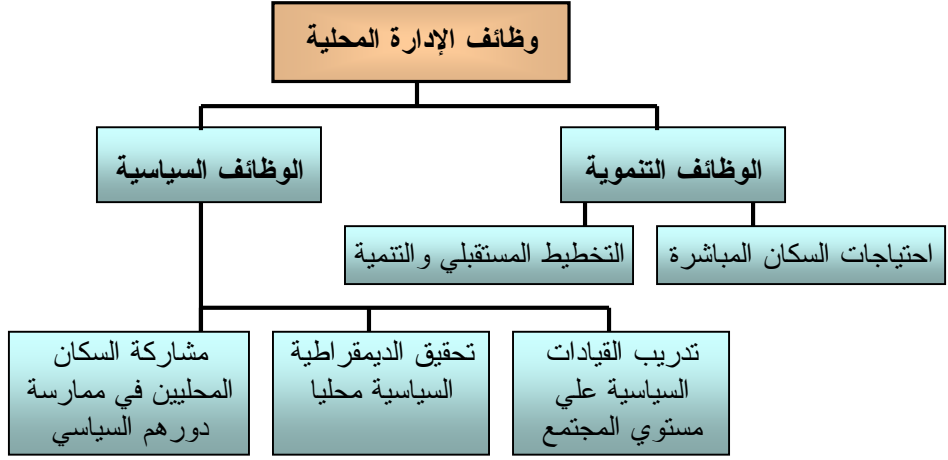 وظائف الإدارة المحلية
الوظائف التنموية
الوظائف السياسية
احتياجات السكان المباشرة
التخطيط المستقبلي والتنمية
تدريب القيادات
السياسية علي
مستوي المجتمع
تحقيق الديمقراطية
السياسية محليا
مشاركة السكان
المحليين في ممارسة
دورهم السياسي